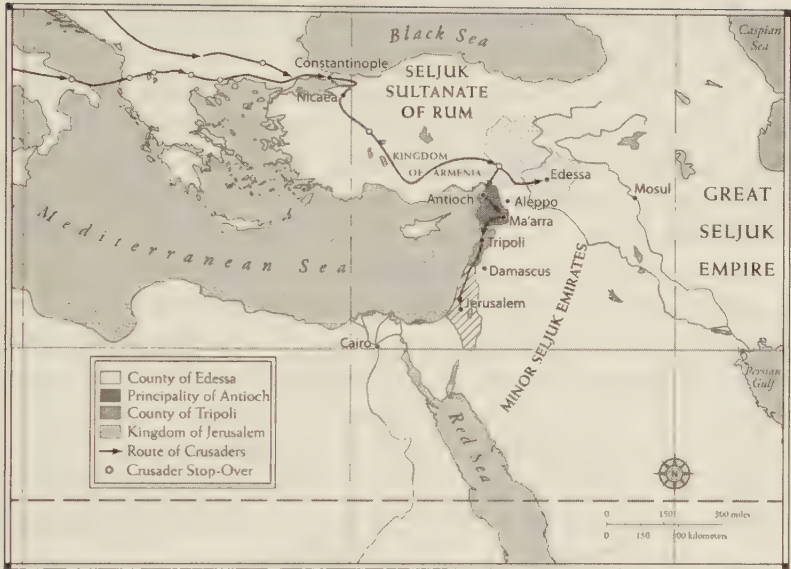 Black Sea
Caspian
Sea
Constantinople
SELJUK
SULTANATE
OF RUM
Nicaea
KINGDOM
OF ARMENIA
Edessa
Mosul
Antioch
Aleppo
Ma'arra
GREAT
SELJUK
EMPIRE
Mediterranean Sea
Tripoli
Damascus
Jerusalem
MINOR SELJUK EMIRATES
Cairo
Persian
Gulf
Red Sea
County of Edessa
Principality of Antioch
County of Tripoli
Kingdom of Jerusalem
Route of Crusaders
Crusader Stop-Over
N
0 150 300 miles
0 150 300 kilometers